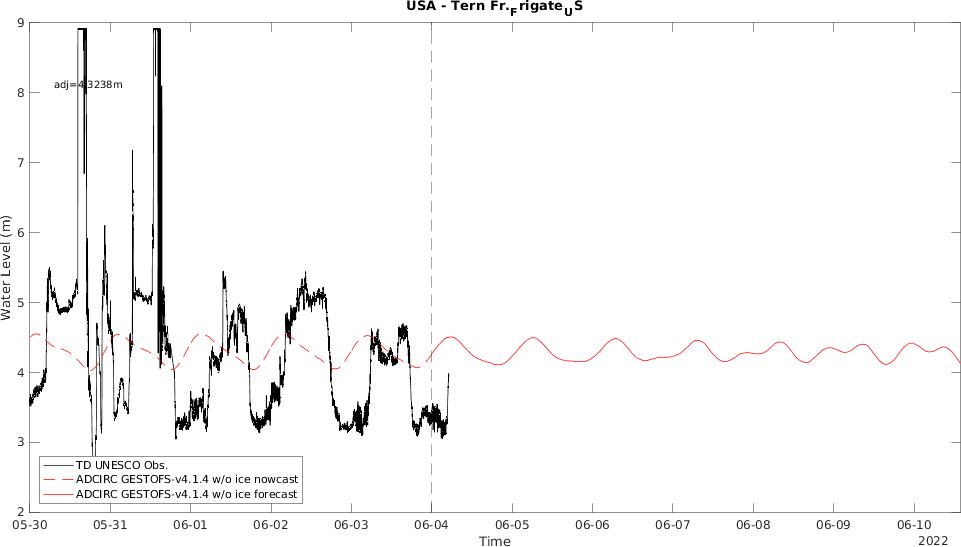 USA - Tern Fr.FrigateUS
9
8
7
6
5
4
3
2
Water Level (m)
adj=4.3238m
TD UNESCO Obs.
ADCIRC GESTOFS-v4.1.4 w/o ice nowcast
ADCIRC GESTOFS-v4.1.4 w/o ice forecast
05-30 05-31 06-01 06-02 06-03 06-04 06-05 06-06 06-07 06-08 06-09 06-10
Time
2022